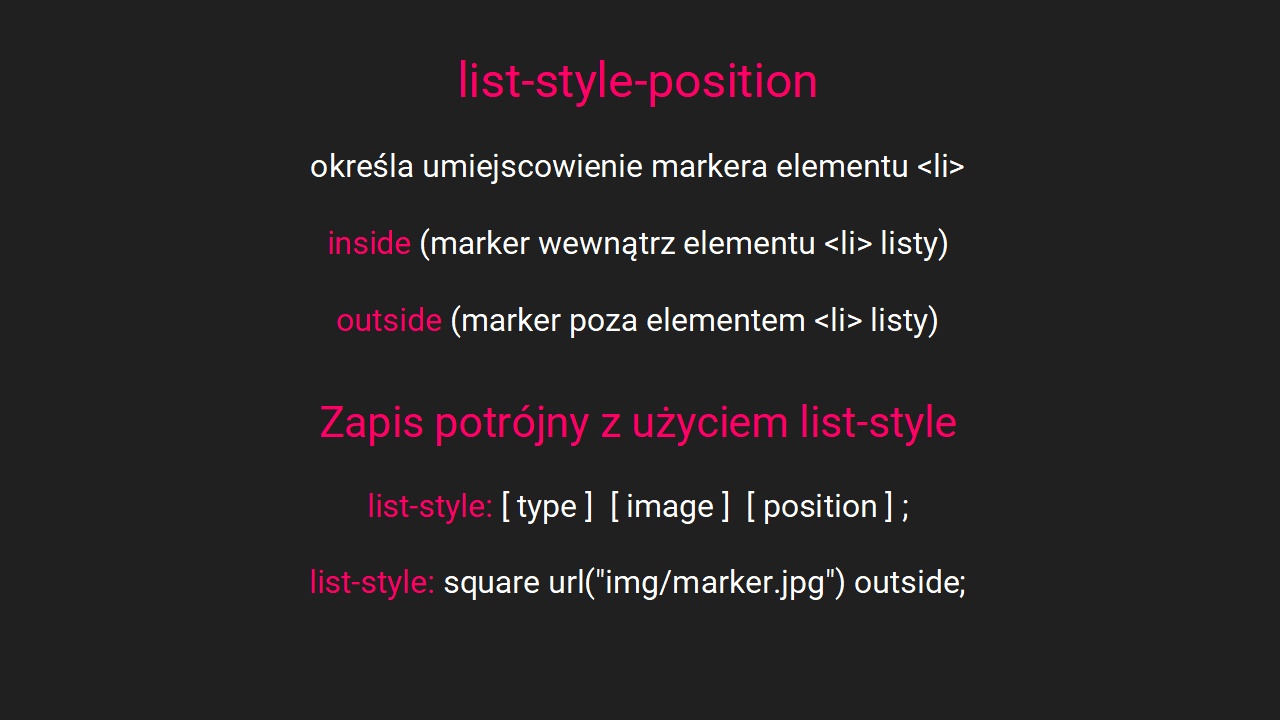 list-style-position
określa umiejscowienie markera elementu <li>
inside (marker wewnątrz elementu <li> listy)
outside (marker poza elementem <li> listy)
Zapis potrójny z użyciem list-style
list-style: [ type ] [ image ] [ position ] ;
list-style: square url("img/marker.jpg") outside;